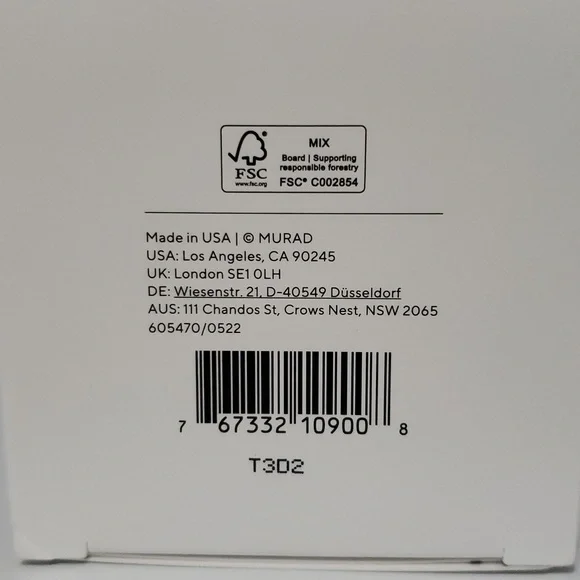 FSC
www.fsc.org
MIX
Board | Supporting
responsible forestry
FSC® C002854
Made in USA | © MURAD
USA: Los Angeles, CA 90245
UK: London SE1 0LH
DE: Wiesenstr. 21, D-40549 Düsseldorf
AUS: 111 Chandos St, Crows Nest, NSW 2065
605470/0522
7 67332 10900 8
T3D2